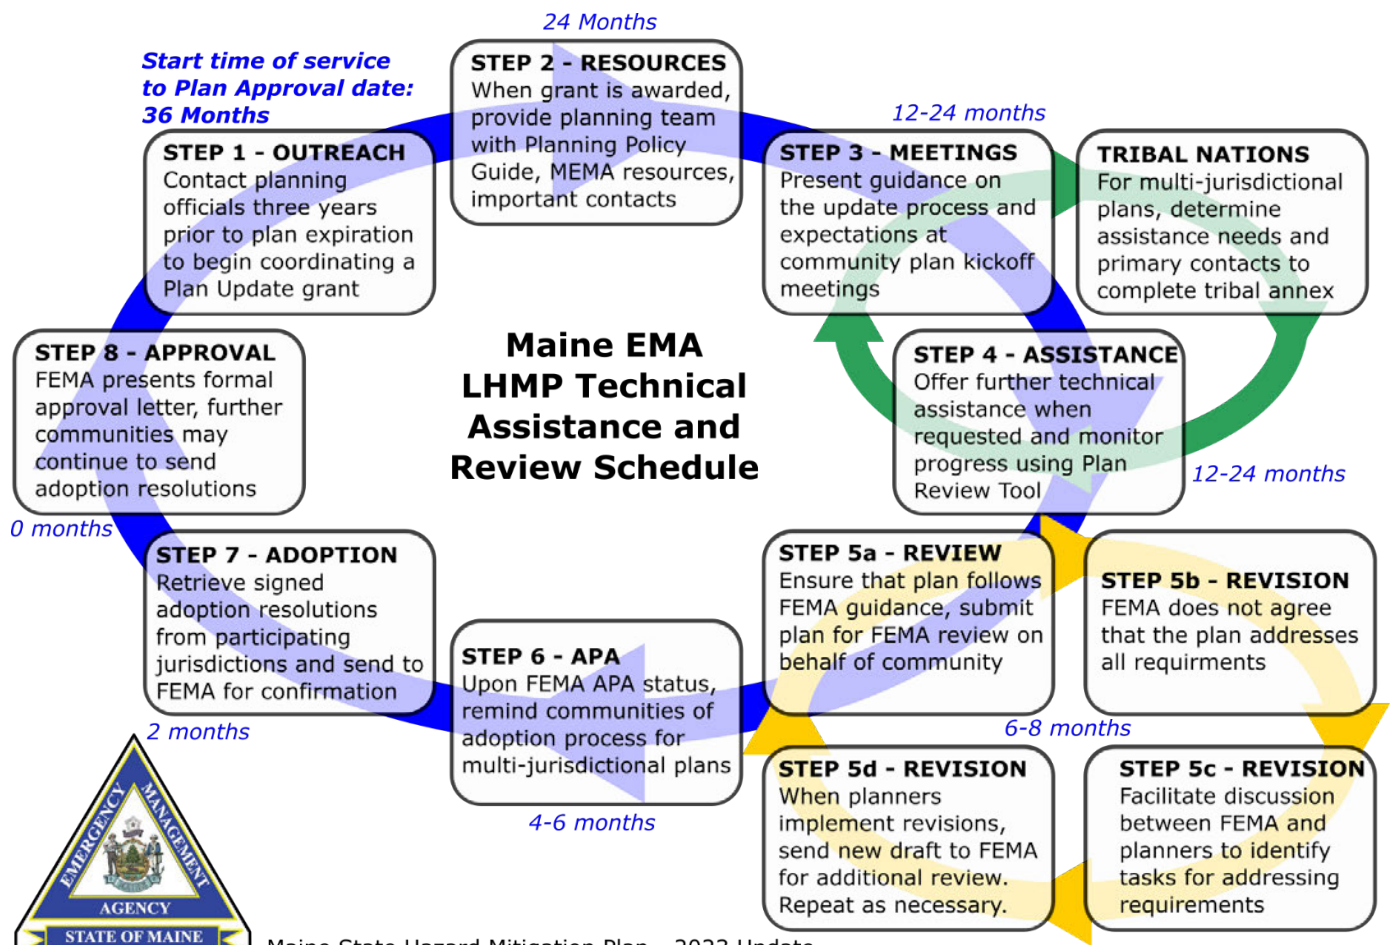 24 Months
Start time of service
to Plan Approval date:
36 Months
STEP 2 - RESOURCES
When grant is awarded,
provide planning team
with Planning Policy
Guide, MEMA resources,
important contacts
12-24 months
STEP 1 - OUTREACH
Contact planning
officials three years
prior to plan expiration
to begin coordinating a
Plan Update grant
STEP 3 - MEETINGS
Present guidance on
the update process and
expectations at
community plan kickoff
meetings
TRIBAL NATIONS
For multi-jurisdictional
plans, determine
assistance needs and
primary contacts to
complete tribal annex
Maine EMA
LHMP Technical
Assistance and
Review Schedule
STEP 8 - APPROVAL
FEMA presents formal
approval letter, further
communities may
continue to send
adoption resolutions
0 months
STEP 4 - ASSISTANCE
Offer further technical
assistance when
requested and monitor
progress using Plan
Review Tool
12-24 months
STEP 7 - ADOPTION
Retrieve signed
adoption resolutions
from participating
jurisdictions and send to
FEMA for confirmation
2 months
STEP 6 - APA
Upon FEMA APA status,
remind communities of
adoption process for
multi-jurisdictional plans
4-6 months
STEP 5a - REVIEW
Ensure that plan follows
FEMA guidance, submit
plan for FEMA review on
behalf of community
STEP 5b - REVISION
FEMA does not agree
that the plan addresses
all requirments
6-8 months
STEP 5d - REVISION
When planners
implement revisions,
send new draft to FEMA
for additional review.
Repeat as necessary.
STEP 5c - REVISION
Facilitate discussion
between FEMA and
planners to identify
tasks for addressing
requirements
EMERGENCY
MANAGEMENT
AGENCY
STATE OF MAINE
Maine State Hazard Mitigation Plan - 2023 Update